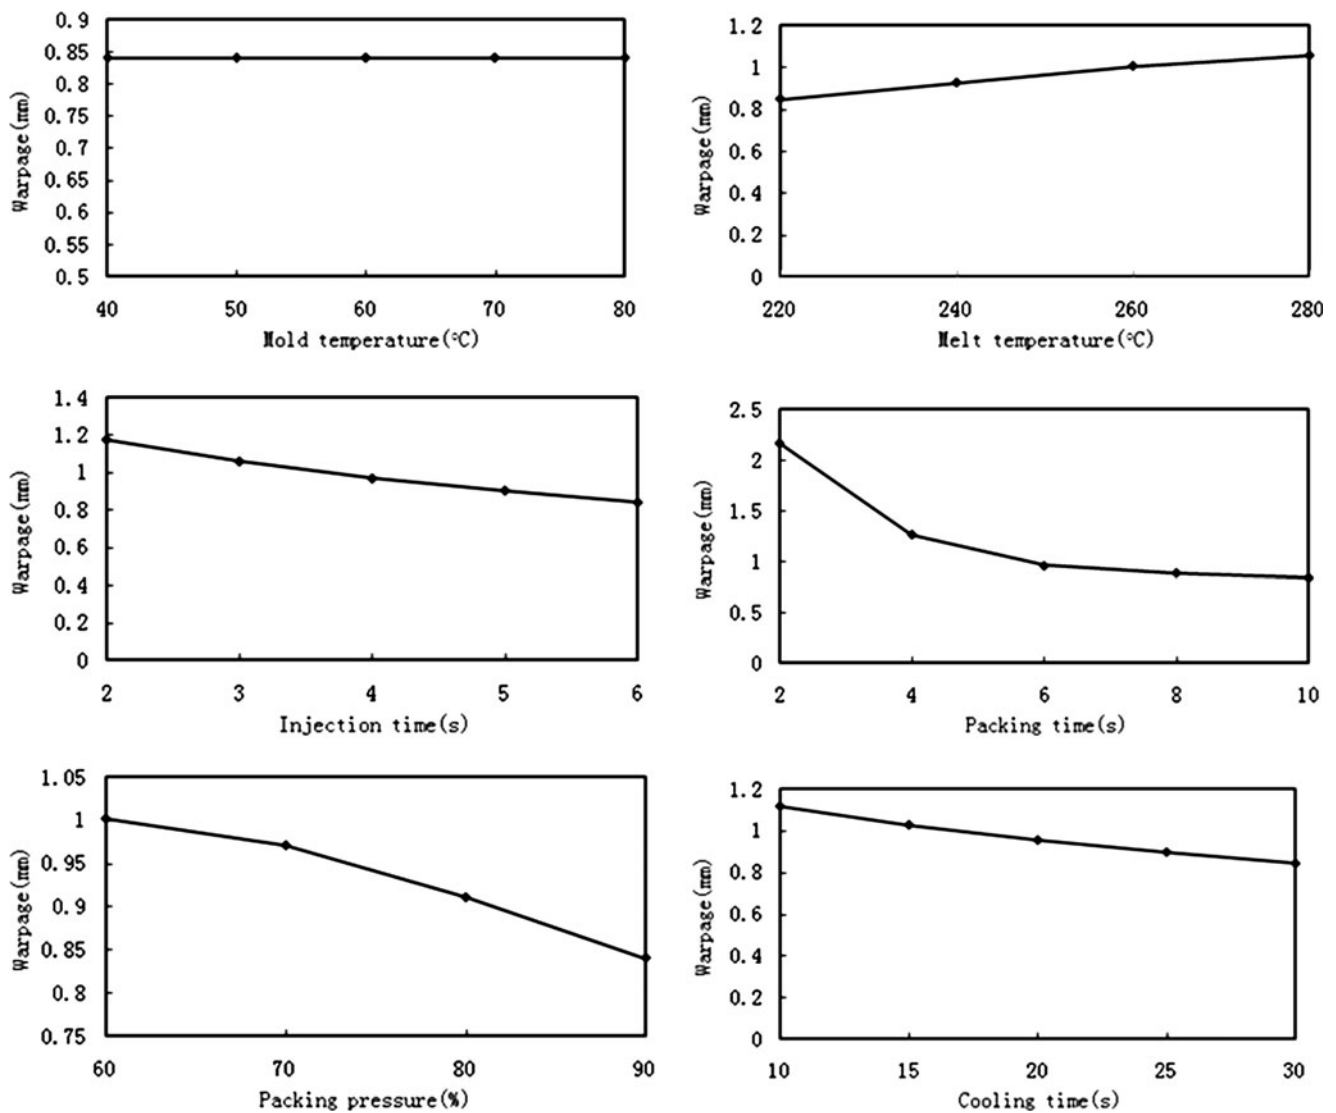 0.9
0.85
0.8
0.75
0.7
0.65
0.6
0.55
0.5
Warpage(mm)
40 50 60 70 80
Mold temperature(°C)
1.2
1
0.8
0.6
0.4
0.2
0
Warpage(mm)
220 240 260 280
Melt temperature(°C)
1.4
1.2
1
0.8
0.6
0.4
0.2
0
Warpage(mm)
2 3 4 5 6
Injection time(s)
2.5
2
1.5
1
0.5
0
Warpage(mm)
2 4 6 8 10
Packing time(s)
1.05
1
0.95
0.9
0.85
0.8
0.75
Warpage(mm)
60 70 80 90
Packing pressure(%)
1.2
1
0.8
0.6
0.4
0.2
0
Warpage(mm)
10 15 20 25 30
Cooling time(s)